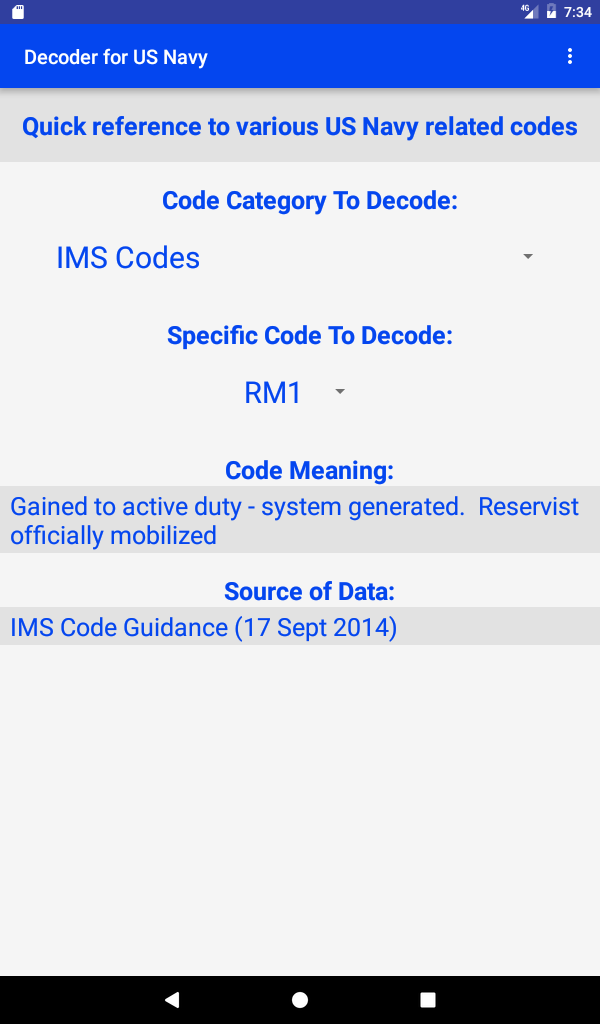 4G 7:34
Decoder for US Navy
Quick reference to various US Navy related codes
Code Category To Decode:
IMS Codes
Specific Code To Decode:
RM1
Code Meaning:
Gained to active duty - system generated.  Reservist
officially mobilized
Source of Data:
IMS Code Guidance (17 Sept 2014)